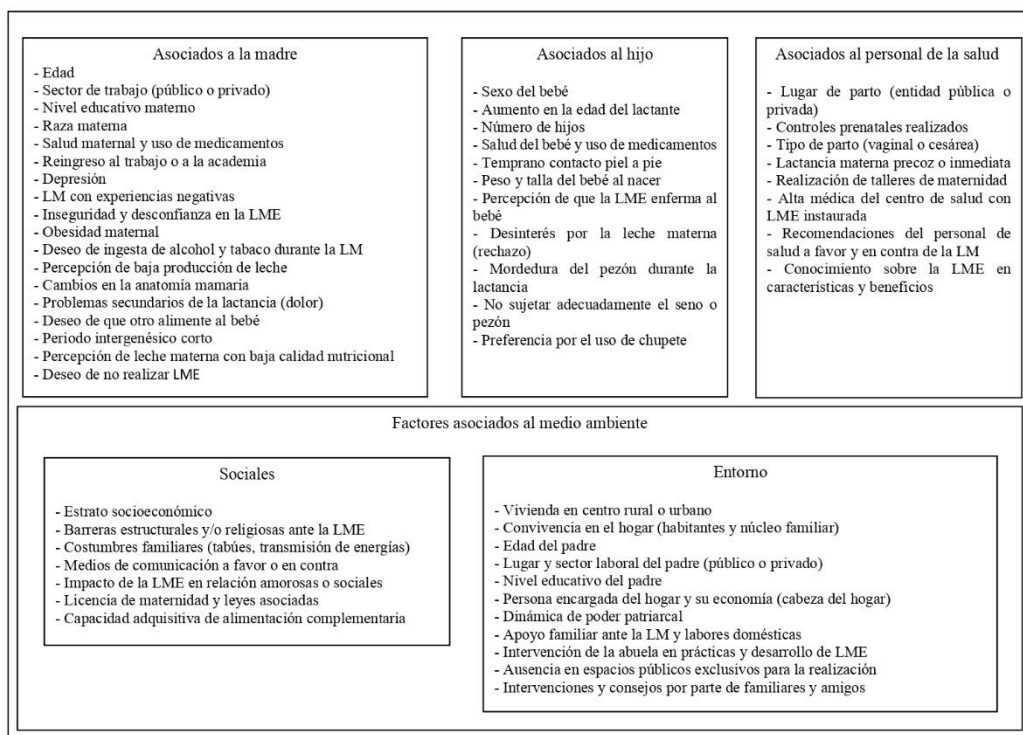 Asociados a la madre
- Edad
- Sector de trabajo (público o privado)
- Nivel educativo materno
- Raza materna
- Salud maternal y uso de medicamentos
- Reingreso al trabajo o a la academia
- Depresión
- LM con experiencias negativas
- Inseguridad y desconfianza en la LME
- Obesidad maternal
- Deseo de ingesta de alcohol y tabaco durante la LM
- Percepción de baja producción de leche
- Cambios en la anatomía mamaria
- Problemas secundarios de la lactancia (dolor)
- Deseo de que otro alimente al bebé
- Periodo intergenésico corto
- Percepción de leche materna con baja calidad nutricional
- Deseo de no realizar LME
Asociados al hijo
- Sexo del bebé
- Aumento en la edad del lactante
- Número de hijos
- Salud del bebé y uso de medicamentos
- Temprano contacto piel a pie
- Peso y talla del bebé al nacer
- Percepción de que la LME enferma al
bebé
- Desinterés por la leche materna
(rechazo)
- Mordedura del pezón durante la
lactancia
- No sujetar adecuadamente el seno o
pezón
- Preferencia por el uso de chupete
Asociados al personal de la salud
- Lugar de parto (entidad pública o
privada)
- Controles prenatales realizados
- Tipo de parto (vaginal o cesárea)
- Lactancia materna precoz o inmediata
- Realización de talleres de maternidad
- Alta médica del centro de salud con
LME instaurada
- Recomendaciones del personal de
salud a favor y en contra de la LM
- Conocimiento sobre la LME en
características y beneficios
Factores asociados al medio ambiente
Sociales
- Estrato socioeconómico
- Barreras estructurales y/o religiosas ante la LME
- Costumbres familiares (tabúes, transmisión de energías)
- Medios de comunicación a favor o en contra
- Impacto de la LME en relación amorosas o sociales
- Licencia de maternidad y leyes asociadas
- Capacidad adquisitiva de alimentación complementaria
Entorno
- Vivienda en centro rural o urbano
- Convivencia en el hogar (habitantes y núcleo familiar)
- Edad del padre
- Lugar y sector laboral del padre (público o privado)
- Nivel educativo del padre
- Persona encargada del hogar y su economía (cabeza del hogar)
- Dinámica de poder patriarcal
- Apoyo familiar ante la LM y labores domésticas
- Intervención de la abuela en prácticas y desarrollo de LME
- Ausencia en espacios públicos exclusivos para la realización
- Intervenciones y consejos por parte de familiares y amigos